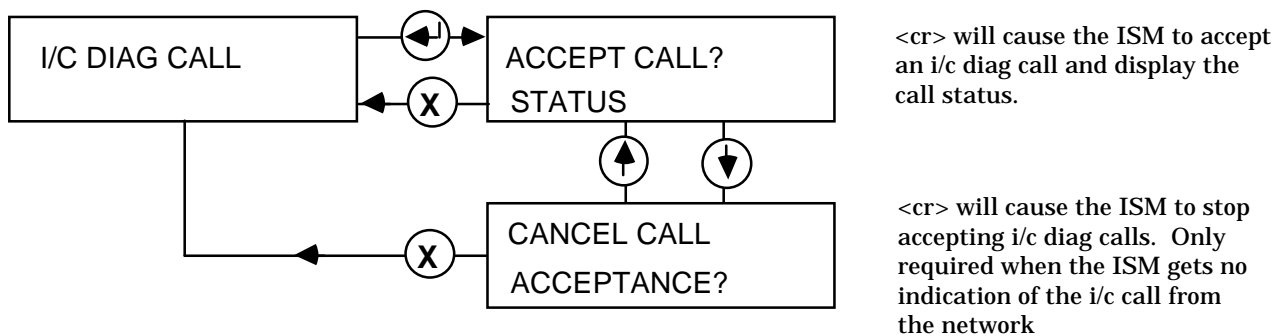 I/C DIAG CALL
ACCEPT CALL?
STATUS
X
<cr> will cause the ISM to accept
an i/c diag call and display the
call status.
CANCEL CALL
ACCEPTANCE?
X
<cr> will cause the ISM to stop
accepting i/c diag calls. Only
required when the ISM gets no
indication of the i/c call from
the network